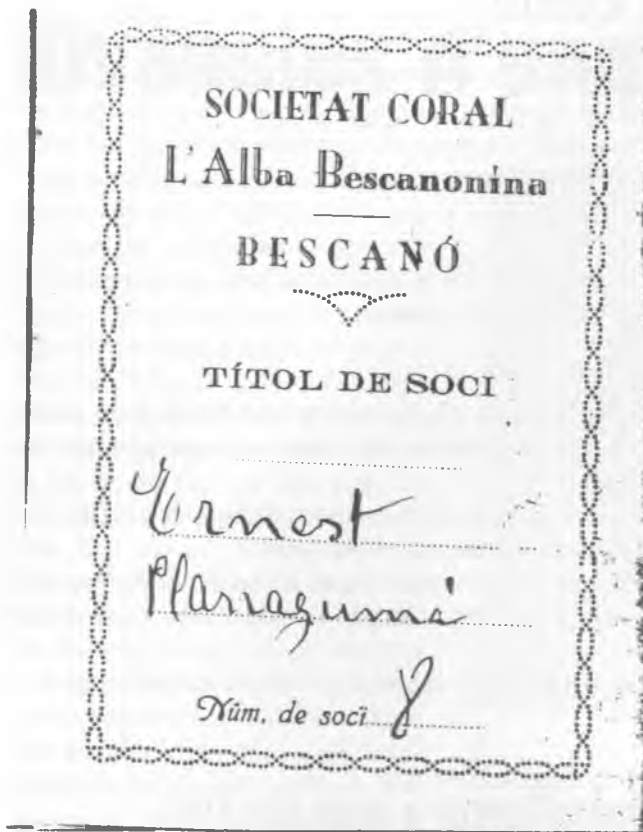 SOCIETAT CORAL
L'Alba Bescanonina
BESCANÓ
TÍTOL DE SOCI
Ernest
Planagumà
Núm. de soci 8